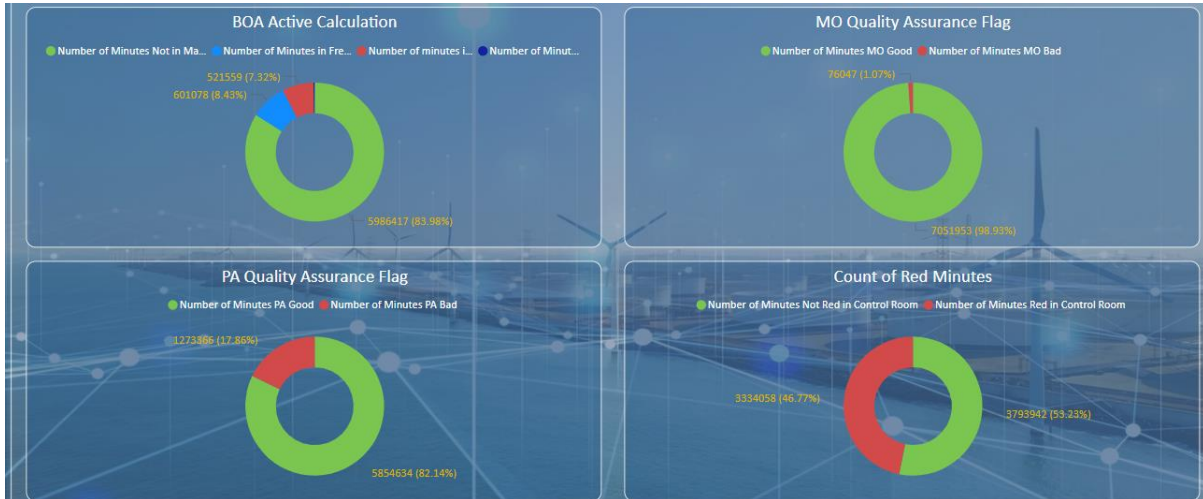 BOA Active Calculation
Number of Minutes Not in Ma... Number of Minutes in Fre... Number of minutes i... Number of Minut...
521559 (7.32%)
601078 (8.43%)
5986417 (83.98%)
MO Quality Assurance Flag
Number of Minutes MO Good Number of Minutes MO Bad
76047 (1.07%)
7051953 (98.93%)
PA Quality Assurance Flag
Number of Minutes PA Good Number of Minutes PA Bad
1273366 (17.86%)
5854634 (82.14%)
Count of Red Minutes
Number of Minutes Not Red in Control Room Number of Minutes Red in Control Room
3334058 (46.77%)
3793942 (53.23%)